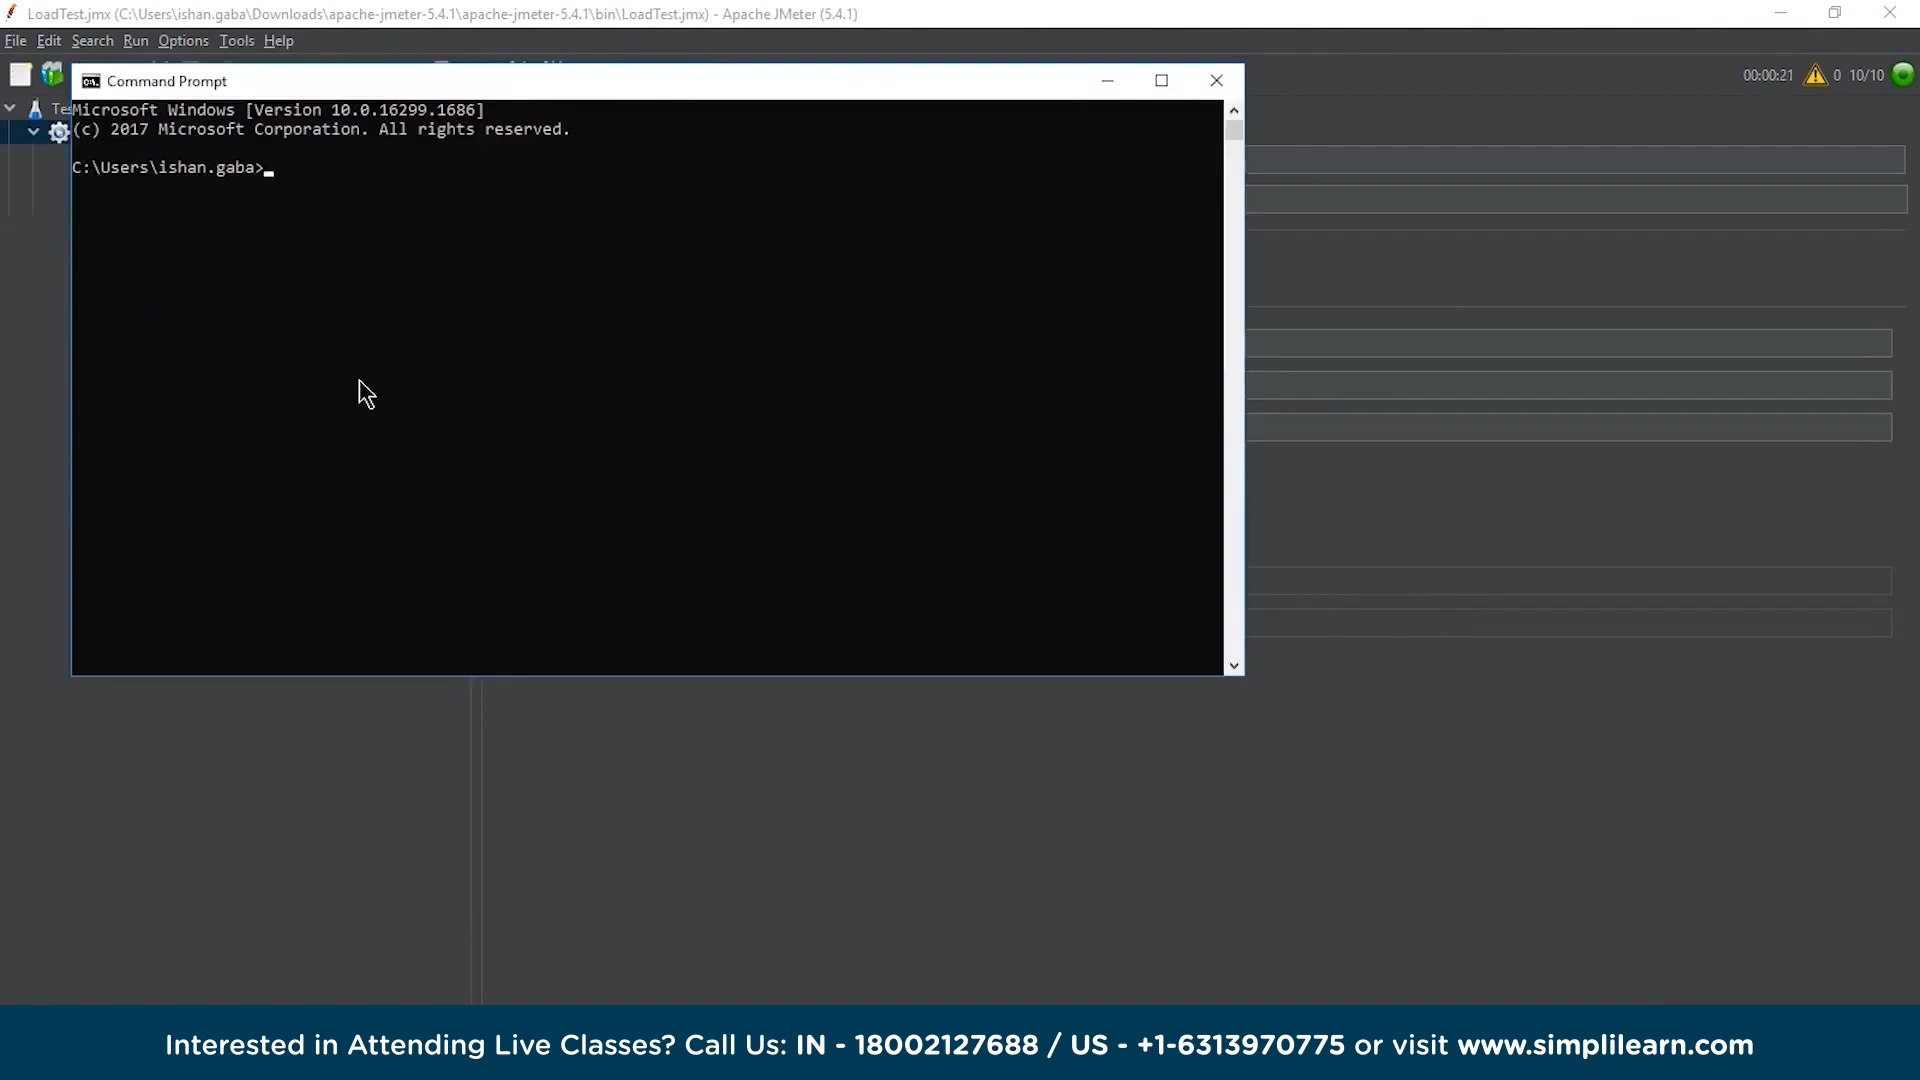 LoadTest.jmx (C:\Users\ishan.gaba\Downloads\apache-jmeter-5.4.1\apache-jmeter-5.4.1\bin\LoadTest.jmx) - Apache JMeter (5.4.1)
File Edit Search Run Options Tools Help
00:00:21 0 10/10
Command Prompt
Microsoft Windows [Version 10.0.16299.1686]
(c) 2017 Microsoft Corporation. All rights reserved.
C:\Users\ishan.gaba>
Interested in Attending Live Classes? Call Us: IN - 18002127688 / US - +1-6313970775 or visit www.simplilearn.com